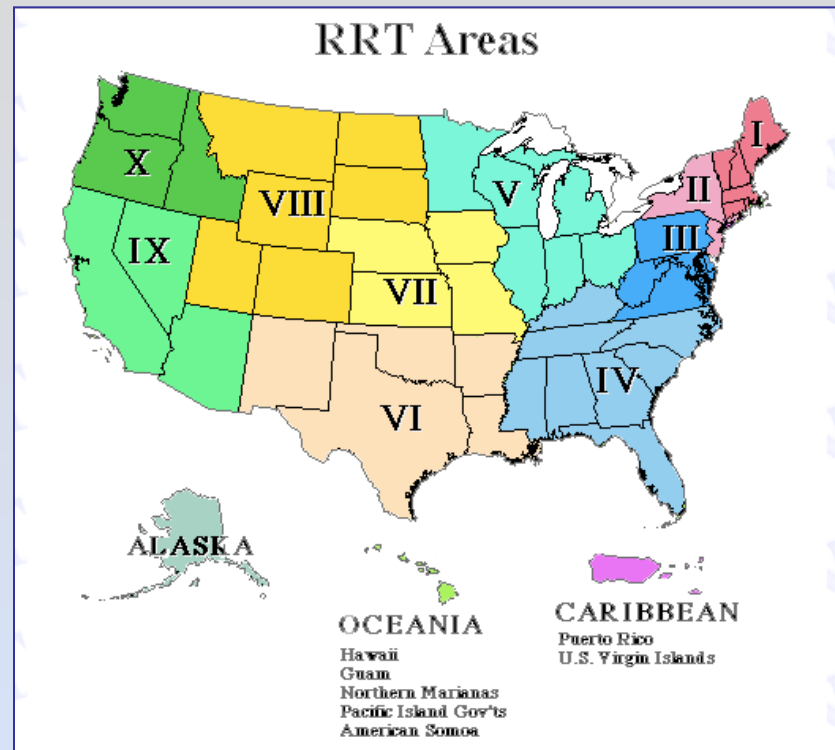 RRT Areas
I
X
II
V
VIII
III
IX
VII
IV
VI
ALASKA
OCEANIA
Hawaii
Guam
Northern Marianas
Pacific Island Gov'ts
American Somoa
CARIBBEAN
Puerto Rico
U.S. Virgin Islands